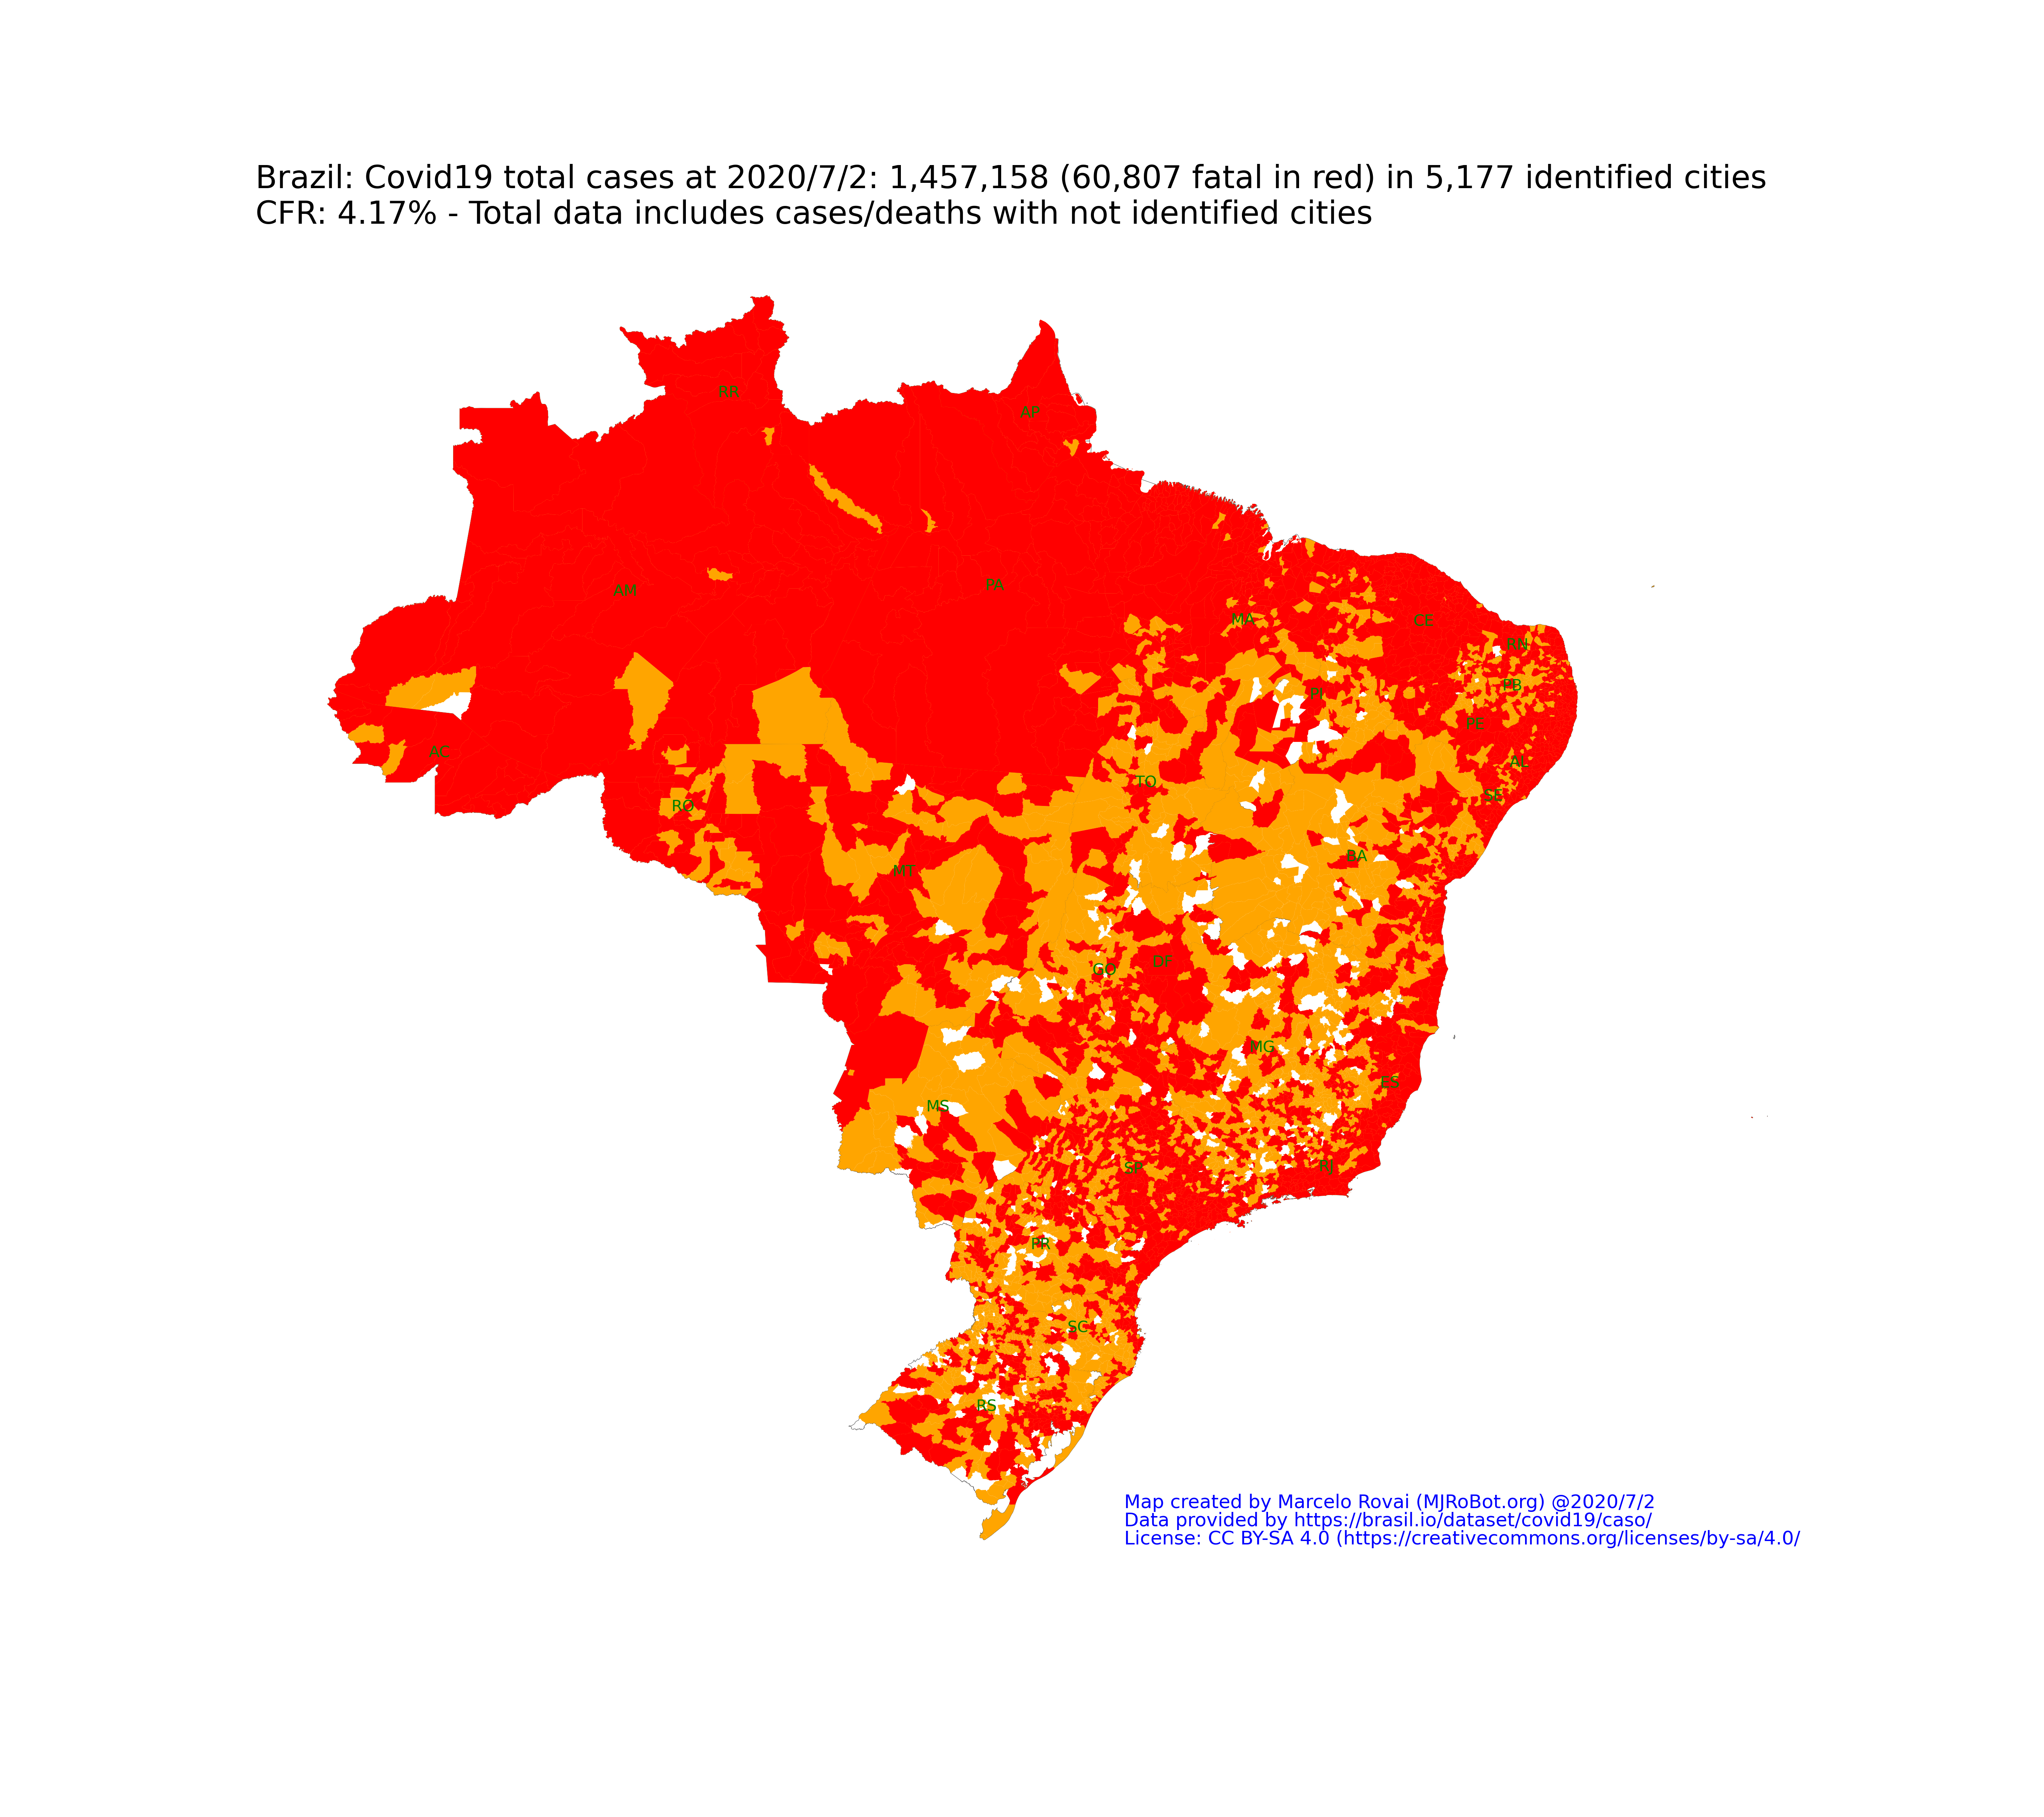 Brazil: Covid19 total cases at 2020/7/2: 1,457,158 (60,807 fatal in red) in 5,177 identified cities
CFR: 4.17% - Total data includes cases/deaths with not identified cities
RR
AP
AM
PA
MA
CE
RN
PI
PB
PE
AC
AL
TO
SE
RO
BA
MT
DF
GO
MG
ES
MS
SP
RJ
PR
SC
RS
Map created by Marcelo Rovai (MJRoBot.org) @2020/7/2
Data provided by https://brasil.io/dataset/covid19/caso/
License: CC BY-SA 4.0 (https://creativecommons.org/licenses/by-sa/4.0/